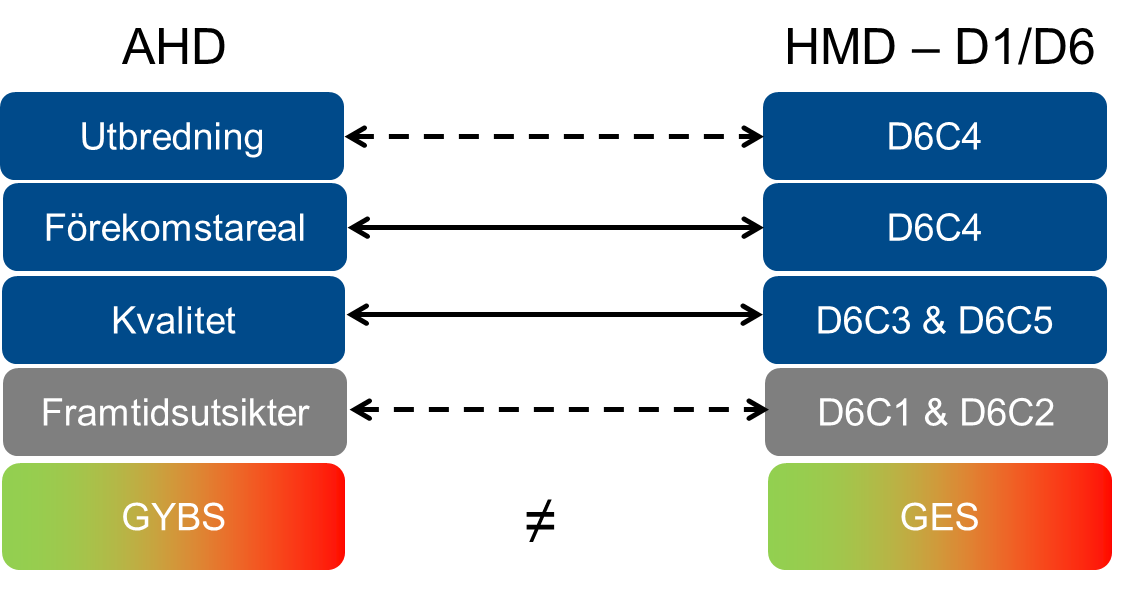 AHD
HMD – D1/D6
Utbredning
D6C4
Förekomstareal
D6C4
Kvalitet
D6C3 & D6C5
Framtidsutsikter
D6C1 & D6C2
GYBS
≠
GES